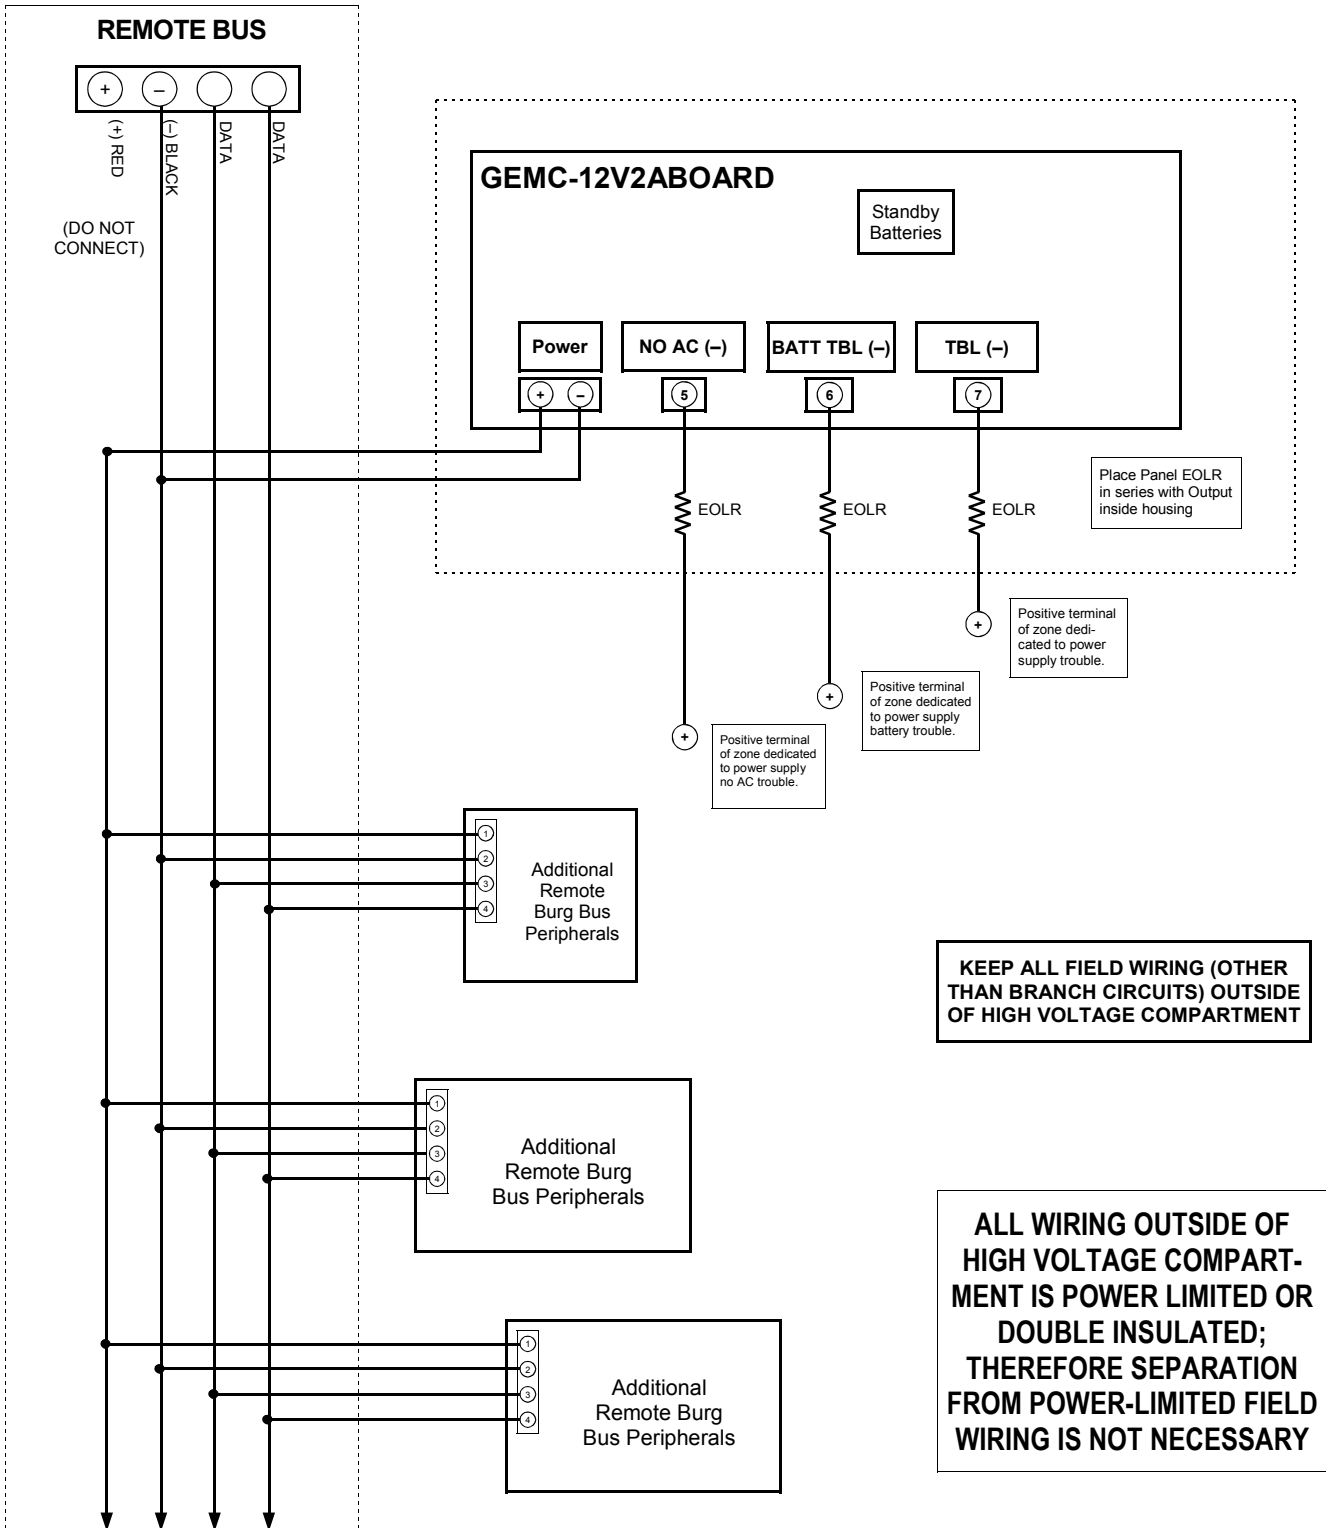 REMOTE BUS
+
–
(+) RED
(–) BLACK
DATA
DATA
(DO NOT
CONNECT)
GEMC-12V2ABOARD
Standby
Batteries
Power
NO AC (–)
BATT TBL (–)
TBL (–)
+
–
5
6
7
EOLR
EOLR
EOLR
Place Panel EOLR
in series with Output
inside housing
+
Positive terminal
of zone dedi-
cated to power
supply trouble.
+
Positive terminal
of zone dedicated
to power supply
battery trouble.
+
Positive terminal
of zone dedicated
to power supply
no AC trouble.
1
2
3
4
Additional
Remote
Burg Bus
Peripherals
KEEP ALL FIELD WIRING (OTHER
THAN BRANCH CIRCUITS) OUTSIDE
OF HIGH VOLTAGE COMPARTMENT
1
2
3
4
Additional
Remote Burg
Bus Peripherals
ALL WIRING OUTSIDE OF
HIGH VOLTAGE COMPART-
MENT IS POWER LIMITED OR
DOUBLE INSULATED;
THEREFORE SEPARATION
FROM POWER-LIMITED FIELD
WIRING IS NOT NECESSARY
1
2
3
4
Additional
Remote Burg
Bus Peripherals